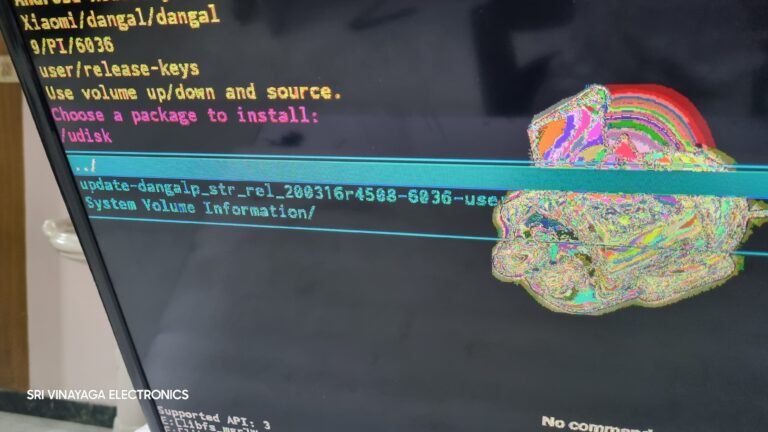 Xiaomi/dangal/dangal
9/PI/6036
user/release-keys
Use volume up/down and source.
Choose a package to install:
/udisk
../
update-dangalp_str_rel_200316r4508-6036-use
System Volume Information/
SRI VINAYAGA ELECTRONICS
Supported API: 3
No command